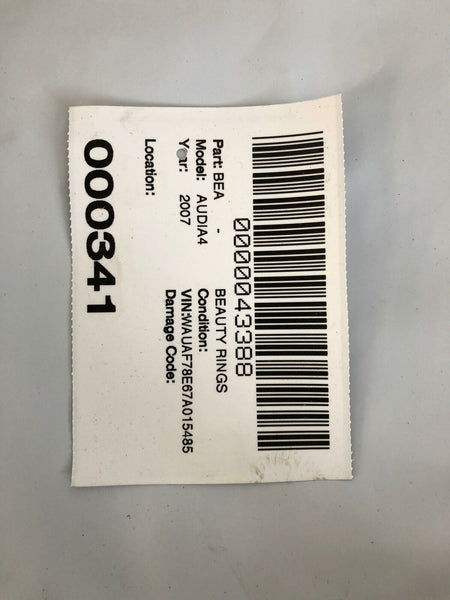 0000043388
Part: BEA - BEAUTY RINGS
Model: AUDIA4 Condition:
Year: 2007 VIN:WAUAF78E67A015485
Damage Code:
Location:
000341